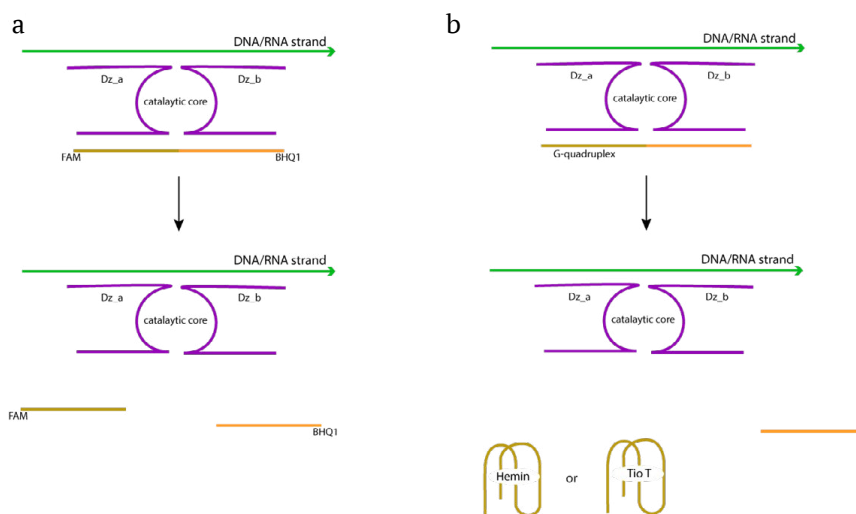 a
DNA/RNA strand
Dz_a
Dz_b
catalaytic core
FAM
BHQ1
DNA/RNA strand
Dz_a
Dz_b
catalaytic core
FAM
BHQ1
b
DNA/RNA strand
Dz_a
Dz_b
catalaytic core
G-quadruplex
DNA/RNA strand
Dz_a
Dz_b
catalaytic core
Hemin
or
Tio T